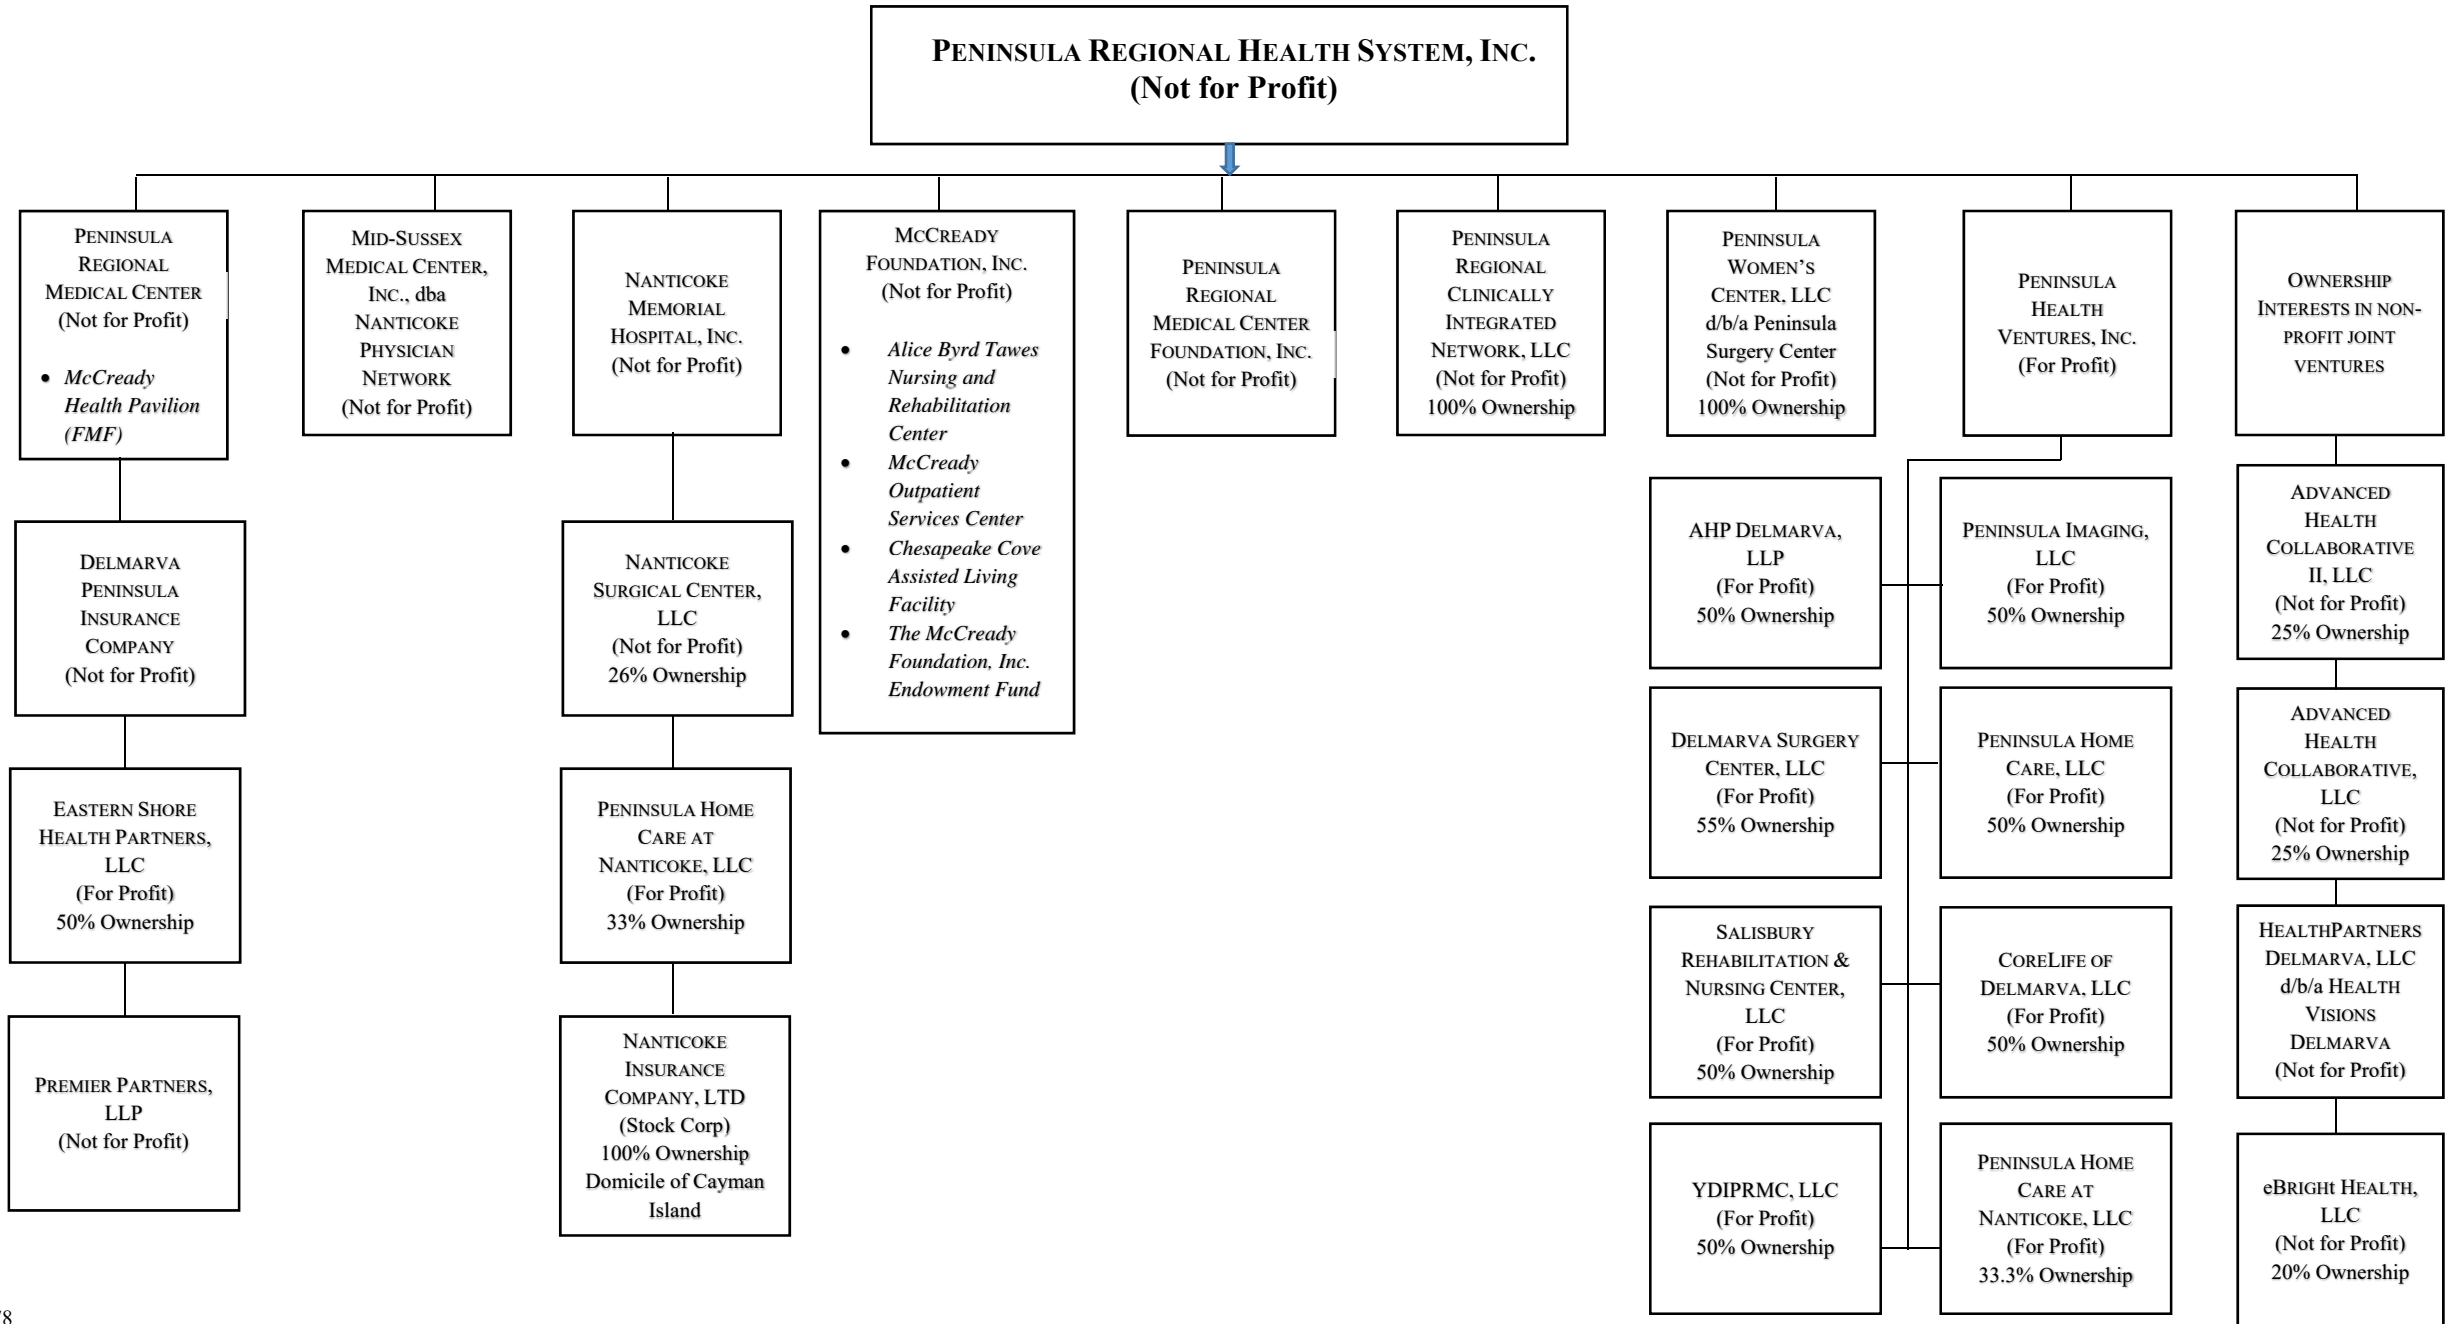 PENINSULA REGIONAL HEALTH SYSTEM, INC.
(Not for Profit)
PENINSULA
REGIONAL
MEDICAL CENTER
(Not for Profit)
• McCready
Health Pavilion
(FMF)
MID-SUSSEX
MEDICAL CENTER,
INC., dba
NANTICOKE
PHYSICIAN
NETWORK
(Not for Profit)
NANTICOKE
MEMORIAL
HOSPITAL, INC.
(Not for Profit)
MCCREADY
FOUNDATION, INC.
(Not for Profit)
• Alice Byrd Tawes
Nursing and
Rehabilitation
Center
• McCready
Outpatient
Services Center
• Chesapeake Cove
Assisted Living
Facility
• The McCready
Foundation, Inc.
Endowment Fund
PENINSULA
REGIONAL
MEDICAL CENTER
FOUNDATION, INC.
(Not for Profit)
PENINSULA
REGIONAL
CLINICALLY
INTEGRATED
NETWORK, LLC
(Not for Profit)
100% Ownership
PENINSULA
WOMEN'S
CENTER, LLC
d/b/a Peninsula
Surgery Center
(Not for Profit)
100% Ownership
PENINSULA
HEALTH
VENTURES, INC.
(For Profit)
OWNERSHIP
INTERESTS IN NON-
PROFIT JOINT
VENTURES
DELMARVA
PENINSULA
INSURANCE
COMPANY
(Not for Profit)
EASTERN SHORE
HEALTH PARTNERS,
LLC
(For Profit)
50% Ownership
PREMIER PARTNERS,
LLP
(Not for Profit)
NANTICOKE
SURGICAL CENTER,
LLC
(Not for Profit)
26% Ownership
PENINSULA HOME
CARE AT
NANTICOKE, LLC
(For Profit)
33% Ownership
NANTICOKE
INSURANCE
COMPANY, LTD
(Stock Corp)
100% Ownership
Domicile of Cayman
Island
AHP DELMARVA,
LLP
(For Profit)
50% Ownership
PENINSULA IMAGING,
LLC
(For Profit)
50% Ownership
DELMARVA SURGERY
CENTER, LLC
(For Profit)
55% Ownership
PENINSULA HOME
CARE, LLC
(For Profit)
50% Ownership
SALISBURY
REHABILITATION &
NURSING CENTER,
LLC
(For Profit)
50% Ownership
CORELIFE OF
DELMARVA, LLC
(For Profit)
50% Ownership
YDIPRMC, LLC
(For Profit)
50% Ownership
PENINSULA HOME
CARE AT
NANTICOKE, LLC
(For Profit)
33.3% Ownership
ADVANCED
HEALTH
COLLABORATIVE
II, LLC
(Not for Profit)
25% Ownership
ADVANCED
HEALTH
COLLABORATIVE,
LLC
(Not for Profit)
25% Ownership
HEALTHPARTNERS
DELMARVA, LLC
d/b/a HEALTH
VISIONS
DELMARVA
(Not for Profit)
eBRIGHt HEALTH,
LLC
(Not for Profit)
20% Ownership